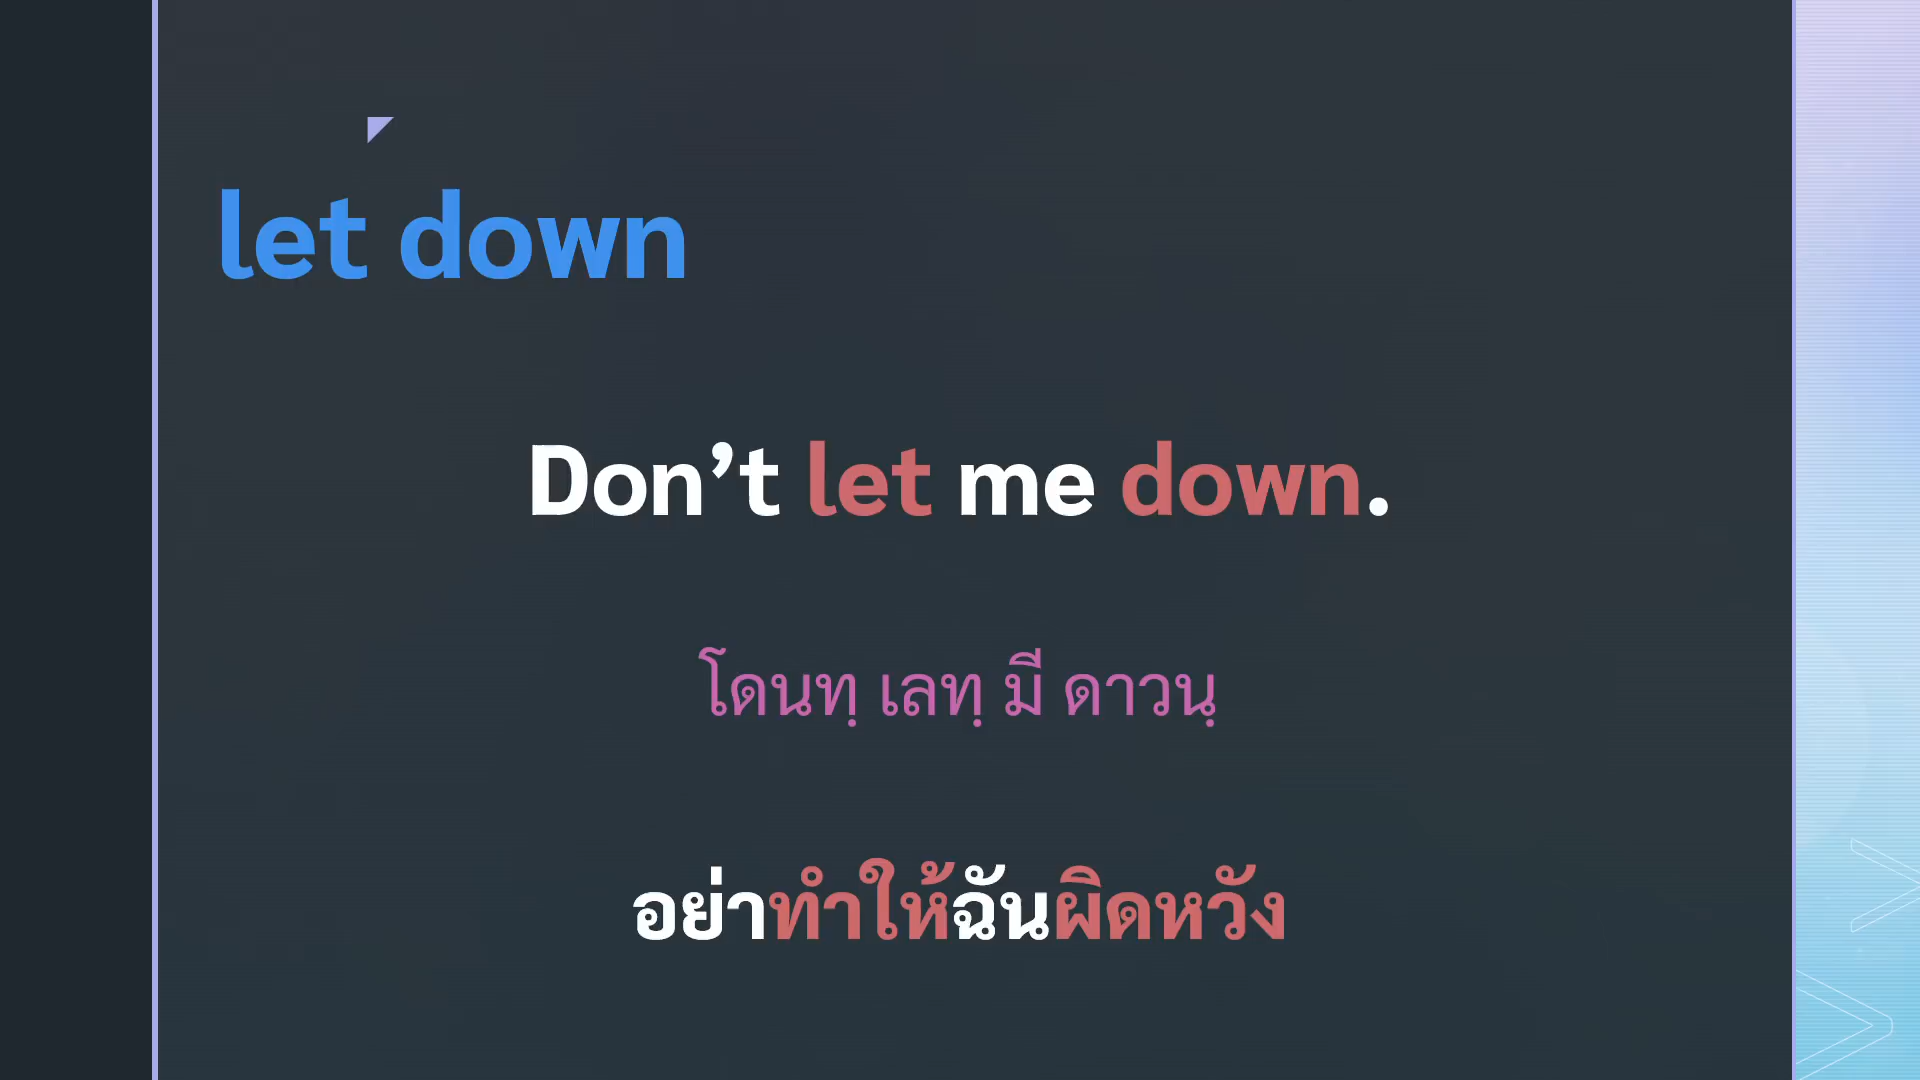 let down
Don’t let me down.
โดนทฺ เลทฺ มี ดาวนฺ
อย่าทำให้ฉันผิดหวัง